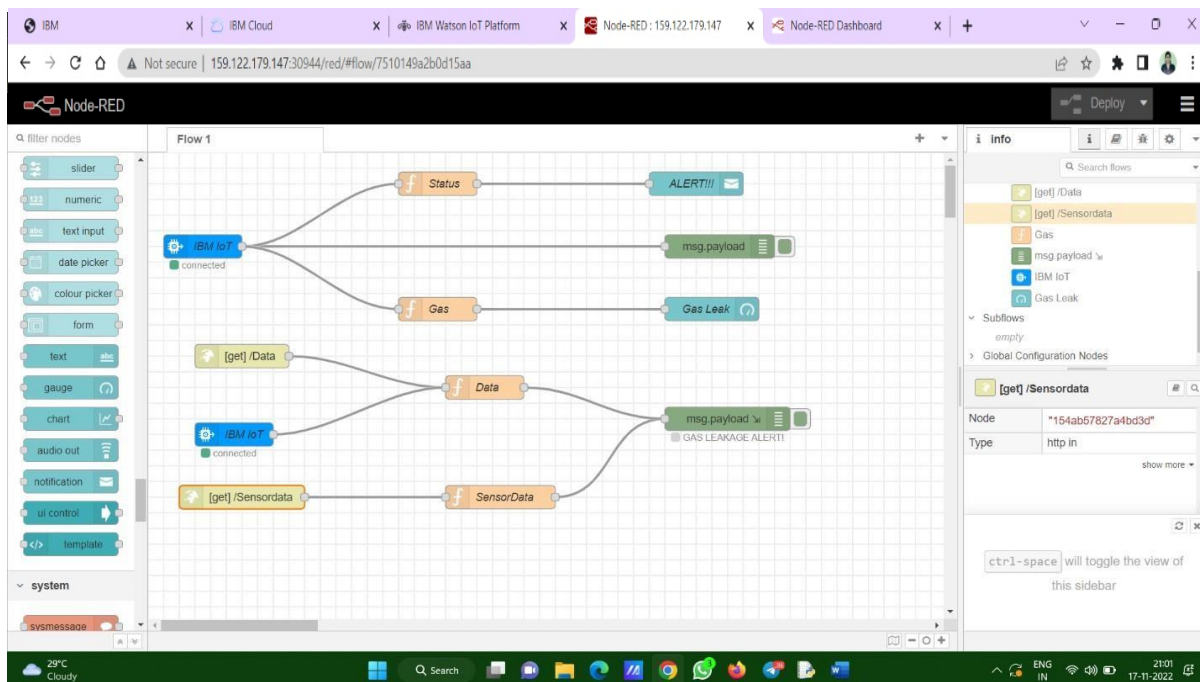 IBM
IBM Cloud
IBM Watson IoT Platform
Node-RED : 159.122.179.147
Node-RED Dashboard
Not secure | 159.122.179.147:30944/red/#flow/7510149a2b0d15aa
Node-RED
Deploy
filter nodes
slider
123 numeric
abc text input
date picker
colour picker
form
text abc
gauge
chart
audio out
notification
ui control
</> template
system
sysmessage
Flow 1
Status
ALERT!!!
IBM IoT
connected
msg.payload
Gas
Gas Leak
[get] /Data
Data
IBM IoT
connected
msg.payload
GAS LEAKAGE ALERT!
[get] /Sensordata
SensorData
i info
i
Search flows
[get] /Data
[get] /Sensordata
Gas
msg.payload
IBM IoT
Gas Leak
Subflows
empty
Global Configuration Nodes
[get] /Sensordata
Node "154ab57827a4bd3d"
Type http in
show more
ctrl-space will toggle the view of
this sidebar
29°C
Cloudy
Search
ENG
IN
21:01
17-11-2022